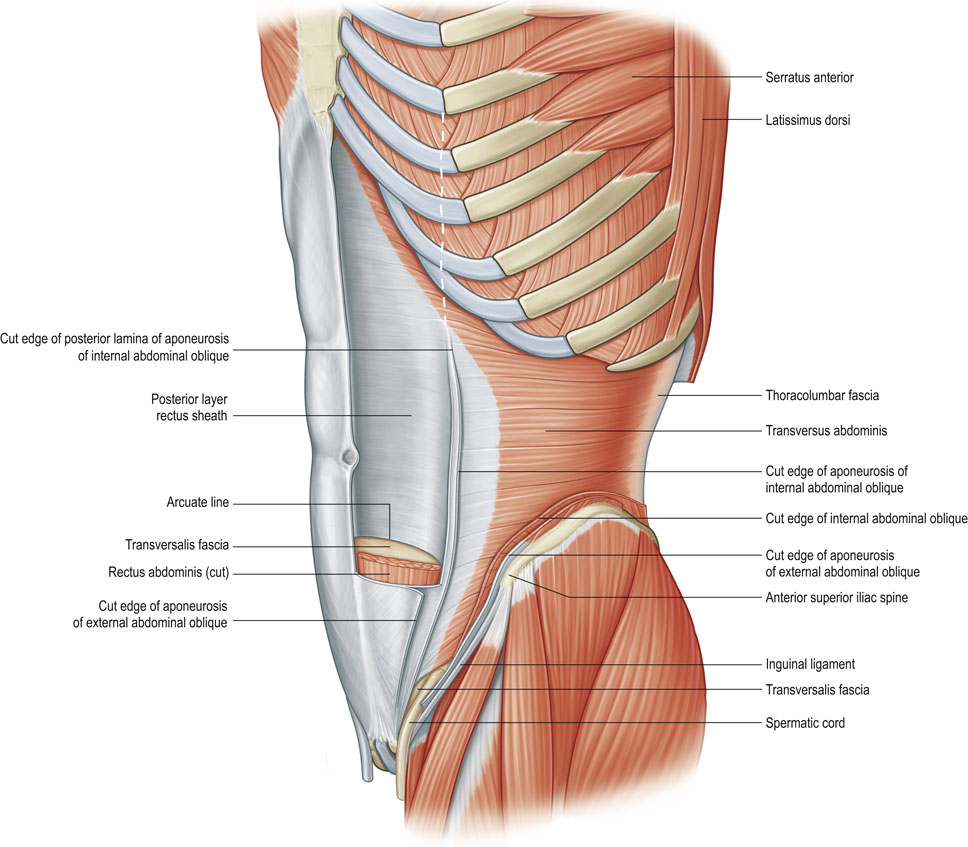 Serratus anterior
Latissimus dorsi
Cut edge of posterior lamina of aponeurosis
of internal abdominal oblique
Posterior layer
rectus sheath
Arcuate line
Transversalis fascia
Rectus abdominis (cut)
Cut edge of aponeurosis
of external abdominal oblique
Thoracolumbar fascia
Transversus abdominis
Cut edge of aponeurosis of
internal abdominal oblique
Cut edge of internal abdominal oblique
Cut edge of aponeurosis
of external abdominal oblique
Anterior superior iliac spine
Inguinal ligament
Transversalis fascia
Spermatic cord